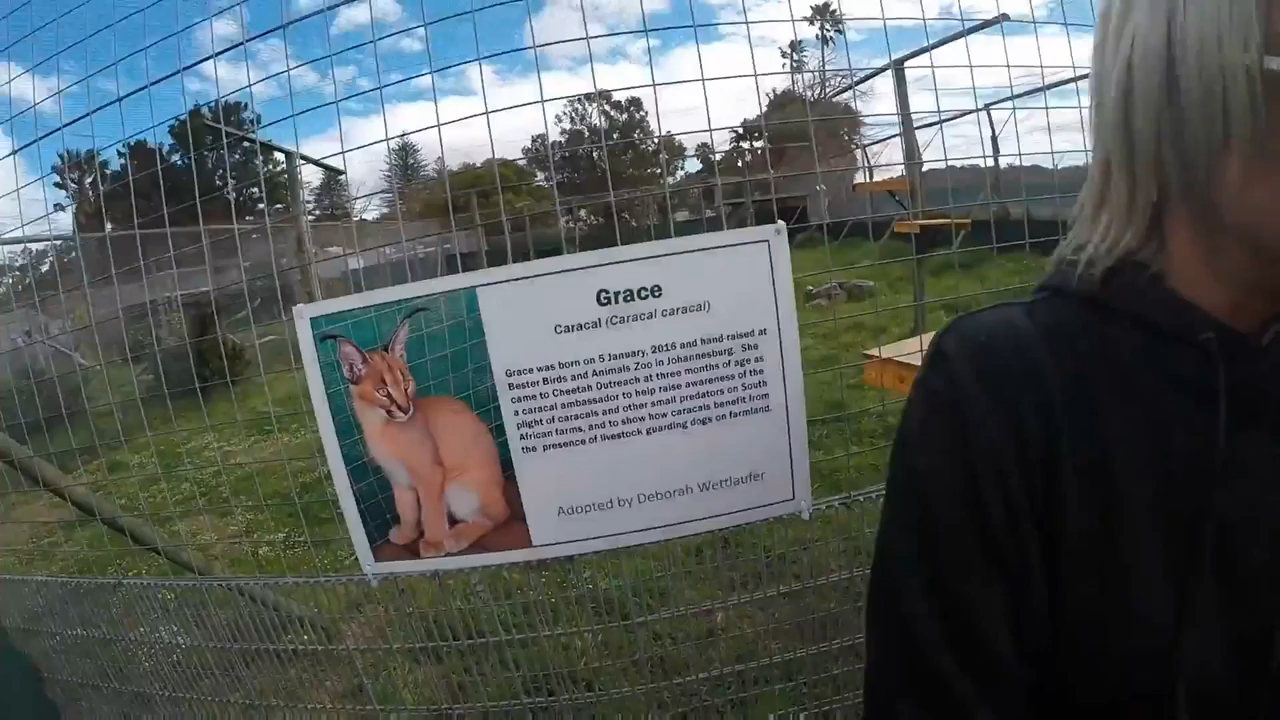 Grace
Caracal (Caracal caracal)
Grace was born on 5 January, 2016 and hand-raised at
Bester Birds and Animals Zoo in Johannesburg. She
came to Cheetah Outreach at three months of age as
a caracal ambassador to help raise awareness of the
plight of caracals and other small predators on South
African farms, and to show how caracals benefit from
the presence of livestock guarding dogs on farmland.
Adopted by Deborah Wettlaufer